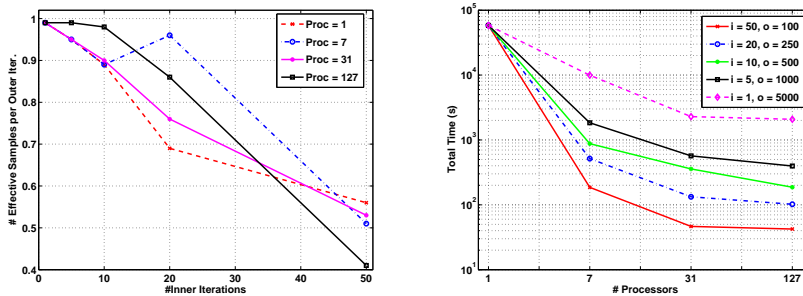 # Effective Samples per Outer Iter.
1
0.9
0.8
0.7
0.6
0.5
0.4
0 10 20 30 40 50
#Inner Iterations
Proc = 1
Proc = 7
Proc = 31
Proc = 127
Total Time (s)
10^5
10^4
10^3
10^2
10^1
1 7 31 127
# Processors
i = 50, o = 100
i = 20, o = 250
i = 10, o = 500
i = 5, o = 1000
i = 1, o = 5000